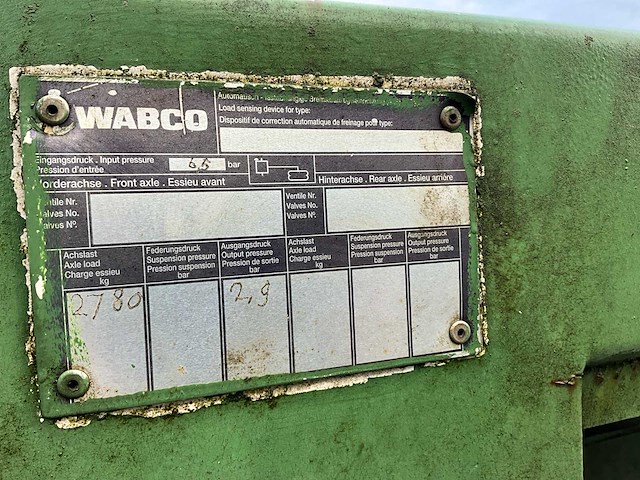 WABCO
Load sensing device for type:
Dispositif de correction automatique de freinage pour type:
Eingangsdruck . Input pressure
Pression d'entrée
5,5 bar
Vorderachse . Front axle . Essieu avant
Hinterachse . Rear axle . Essieu arrière
Ventile Nr.
Valves No.
Valves Nº.
Ventile Nr.
Valves No.
Valves Nº.
Achslast
Axle load
Charge essieu
kg
Federungsdruck
Suspension pressure
Pression suspension
bar
Ausgangsdruck
Output pressure
Pression de sortie
bar
Achslast
Axle load
Charge essieu
kg
Federungsdruck
Suspension pressure
Pression suspension
bar
Ausgangsdruck
Output pressure
Pression de sortie
bar
2780
2,9